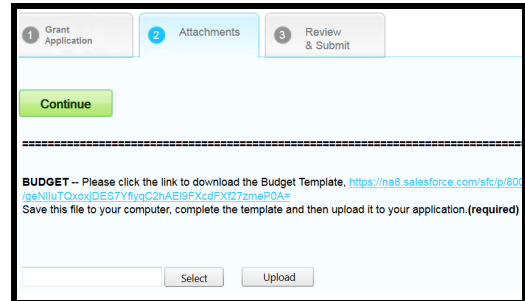 1 Grant Application
2 Attachments
3 Review & Submit
Continue
================================================================
BUDGET -- Please click the link to download the Budget Template, https://na8.salesforce.com/sfc/p/800
/geNIIuTQxoxjDES7YflyqC2hAEI9FXcdFXf27zmeP0A=
Save this file to your computer, complete the template and then upload it to your application.(required)
Select Upload